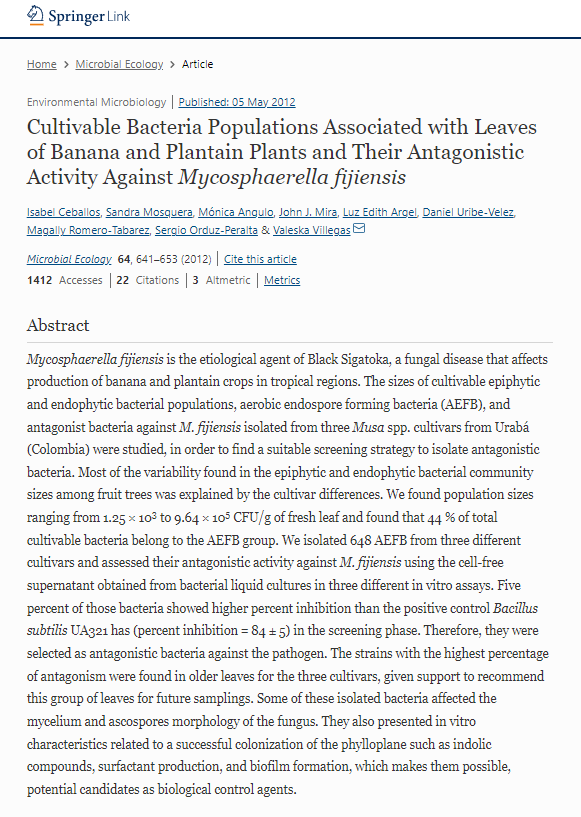 Springer Link
Home > Microbial Ecology > Article
Environmental Microbiology | Published: 05 May 2012
Cultivable Bacteria Populations Associated with Leaves
of Banana and Plantain Plants and Their Antagonistic
Activity Against Mycosphaerella fijiensis
Isabel Ceballos, Sandra Mosquera, Mónica Angulo, John J. Mira, Luz Edith Argel, Daniel Uribe-Velez,
Magally Romero-Tabarez, Sergio Orduz-Peralta & Valeska Villegas
Microbial Ecology 64, 641–653 (2012) | Cite this article
1412 Accesses | 22 Citations | 3 Altmetric | Metrics
Abstract
Mycosphaerella fijiensis is the etiological agent of Black Sigatoka, a fungal disease that affects
production of banana and plantain crops in tropical regions. The sizes of cultivable epiphytic
and endophytic bacterial populations, aerobic endospore forming bacteria (AEFB), and
antagonist bacteria against M. fijiensis isolated from three Musa spp. cultivars from Urabá
(Colombia) were studied, in order to find a suitable screening strategy to isolate antagonistic
bacteria. Most of the variability found in the epiphytic and endophytic bacterial community
sizes among fruit trees was explained by the cultivar differences. We found population sizes
ranging from 1.25 × 10³ to 9.64 × 10⁵ CFU/g of fresh leaf and found that 44 % of total
cultivable bacteria belong to the AEFB group. We isolated 648 AEFB from three different
cultivars and assessed their antagonistic activity against M. fijiensis using the cell-free
supernatant obtained from bacterial liquid cultures in three different in vitro assays. Five
percent of those bacteria showed higher percent inhibition than the positive control Bacillus
subtilis UA321 has (percent inhibition = 84 ± 5) in the screening phase. Therefore, they were
selected as antagonistic bacteria against the pathogen. The strains with the highest percentage
of antagonism were found in older leaves for the three cultivars, given support to recommend
this group of leaves for future samplings. Some of these isolated bacteria affected the
mycelium and ascospores morphology of the fungus. They also presented in vitro
characteristics related to a successful colonization of the phylloplane such as indolic
compounds, surfactant production, and biofilm formation, which makes them possible,
potential candidates as biological control agents.